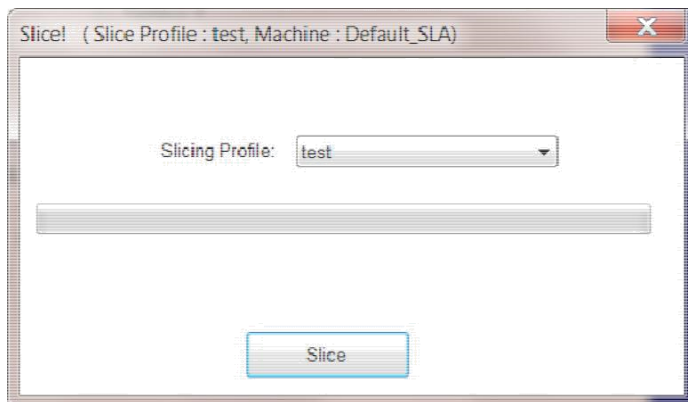 Slice! ( Slice Profile : test, Machine : Default_SLA)
Slicing Profile: test
Slice